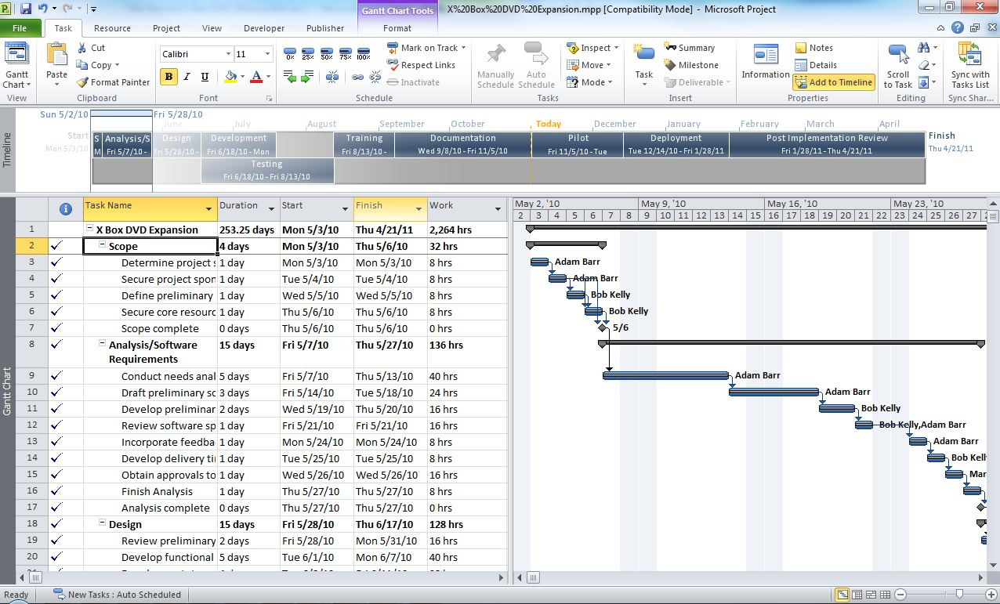 Gantt Chart Tools
X%20Box%20DVD%20Expansion.mpp [Compatibility Mode] - Microsoft Project
File Task Resource Project View Developer Publisher Format
Gantt Chart
View
Paste
Cut
Copy
Format Painter
Clipboard
Calibri 11
B I U A
Font
0% 25% 50% 75% 100%
Mark on Track
Respect Links
Inactivate
Schedule
Manually Schedule
Auto Schedule
Inspect
Move
Mode
Tasks
Task
Summary
Milestone
Deliverable
Insert
Information
Notes
Details
Add to Timeline
Properties
Scroll to Task
Editing
Sync with Tasks List
Sync Shar...
Timeline
Sun 5/2/10 Fri 5/28/10
June July August September October Today December January February March April
Start
Mon 5/3/10
S
M
Analysis/S
Fri 5/7/10 -
Design
Fri 5/28/10 -
Development
Fri 6/18/10 - Mon
Training
Fri 8/13/10 -
Documentation
Wed 9/8/10 - Fri 11/5/10
Pilot
Fri 11/5/10 - Tue
Deployment
Tue 12/14/10 - Fri 1/28/11
Post Implementation Review
Fri 1/28/11 - Thu 4/21/11
Finish
Thu 4/21/11
Testing
Fri 6/18/10 - Fri 8/13/10
Gantt Chart
Task Name Duration Start Finish Work
May 2, '10 May 9, '10 May 16, '10 May 23, '10
2 3 4 5 6 7 8 9 10 11 12 13 14 15 16 17 18 19 20 21 22 23 24 25 26 27
1 X Box DVD Expansion 253.25 days Mon 5/3/10 Thu 4/21/11 2,264 hrs
2 Scope 4 days Mon 5/3/10 Thu 5/6/10 32 hrs
3 Determine project s 1 day Mon 5/3/10 Mon 5/3/10 8 hrs Adam Barr
4 Secure project spon 1 day Tue 5/4/10 Tue 5/4/10 8 hrs Adam Barr
5 Define preliminary 1 day Wed 5/5/10 Wed 5/5/10 8 hrs Bob Kelly
6 Secure core resourc 1 day Thu 5/6/10 Thu 5/6/10 8 hrs Bob Kelly
7 Scope complete 0 days Thu 5/6/10 Thu 5/6/10 0 hrs 5/6
8 Analysis/Software Requirements 15 days Fri 5/7/10 Thu 5/27/10 136 hrs
9 Conduct needs anal 5 days Fri 5/7/10 Thu 5/13/10 40 hrs Adam Barr
10 Draft preliminary sc 3 days Fri 5/14/10 Tue 5/18/10 24 hrs Adam Barr
11 Develop preliminar 2 days Wed 5/19/10 Thu 5/20/10 16 hrs Bob Kelly
12 Review software sp 1 day Fri 5/21/10 Fri 5/21/10 16 hrs Bob Kelly,Adam Barr
13 Incorporate feedba 1 day Mon 5/24/10 Mon 5/24/10 8 hrs Adam Barr
14 Develop delivery ti 1 day Tue 5/25/10 Tue 5/25/10 8 hrs Bob Kell
15 Obtain approvals to 1 day Wed 5/26/10 Wed 5/26/10 16 hrs Mar
16 Finish Analysis 1 day Thu 5/27/10 Thu 5/27/10 8 hrs
17 Analysis complete 0 days Thu 5/27/10 Thu 5/27/10 0 hrs
18 Design 15 days Fri 5/28/10 Thu 6/17/10 128 hrs
19 Review preliminary 2 days Fri 5/28/10 Mon 5/31/10 16 hrs
20 Develop functional 5 days Tue 6/1/10 Mon 6/7/10 40 hrs
Ready New Tasks : Auto Scheduled